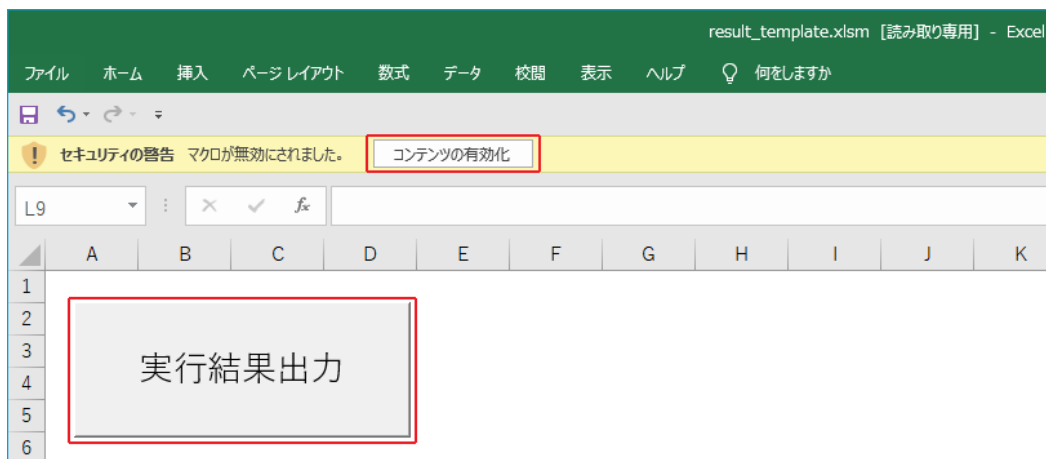 result_template.xlsm [読み取り専用] - Excel
ファイル ホーム 挿入 ページ レイアウト 数式 データ 校閲 表示 ヘルプ 何をしますか
セキュリティの警告 マクロが無効にされました。 コンテンツの有効化
L9 fx
A B C D E F G H I J K
1
2
3
4
5
6
実行結果出力